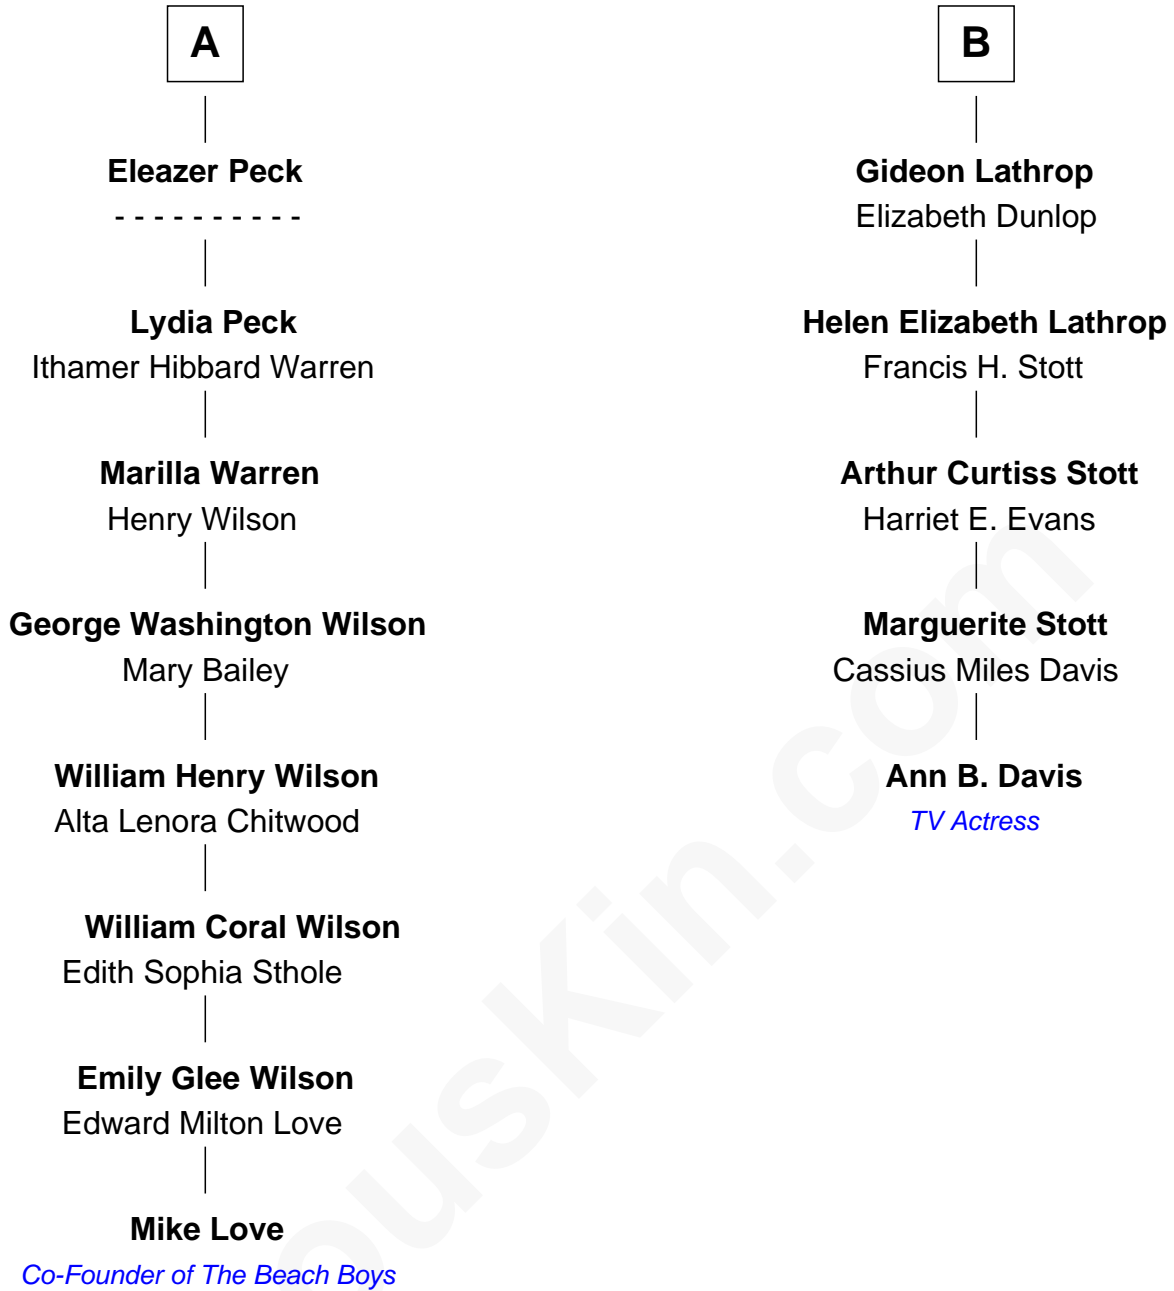 A
Eleazer Peck
- - - - - - - - - -
Lydia Peck
Ithamer Hibbard Warren
Marilla Warren
Henry Wilson
George Washington Wilson
Mary Bailey
William Henry Wilson
Alta Lenora Chitwood
William Coral Wilson
Edith Sophia Sthole
Emily Glee Wilson
Edward Milton Love
Mike Love
Co-Founder of The Beach Boys
B
Gideon Lathrop
Elizabeth Dunlop
Helen Elizabeth Lathrop
Francis H. Stott
Arthur Curtiss Stott
Harriet E. Evans
Marguerite Stott
Cassius Miles Davis
Ann B. Davis
TV Actress
ousKin.com